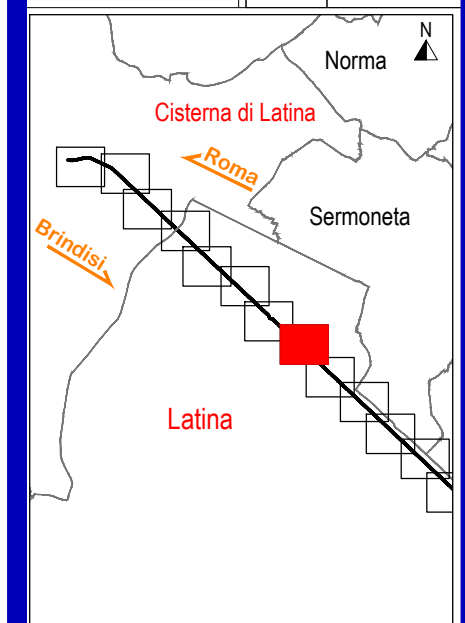 N
Norma
Cisterna di Latina
Roma
Sermoneta
Brindisi
Latina